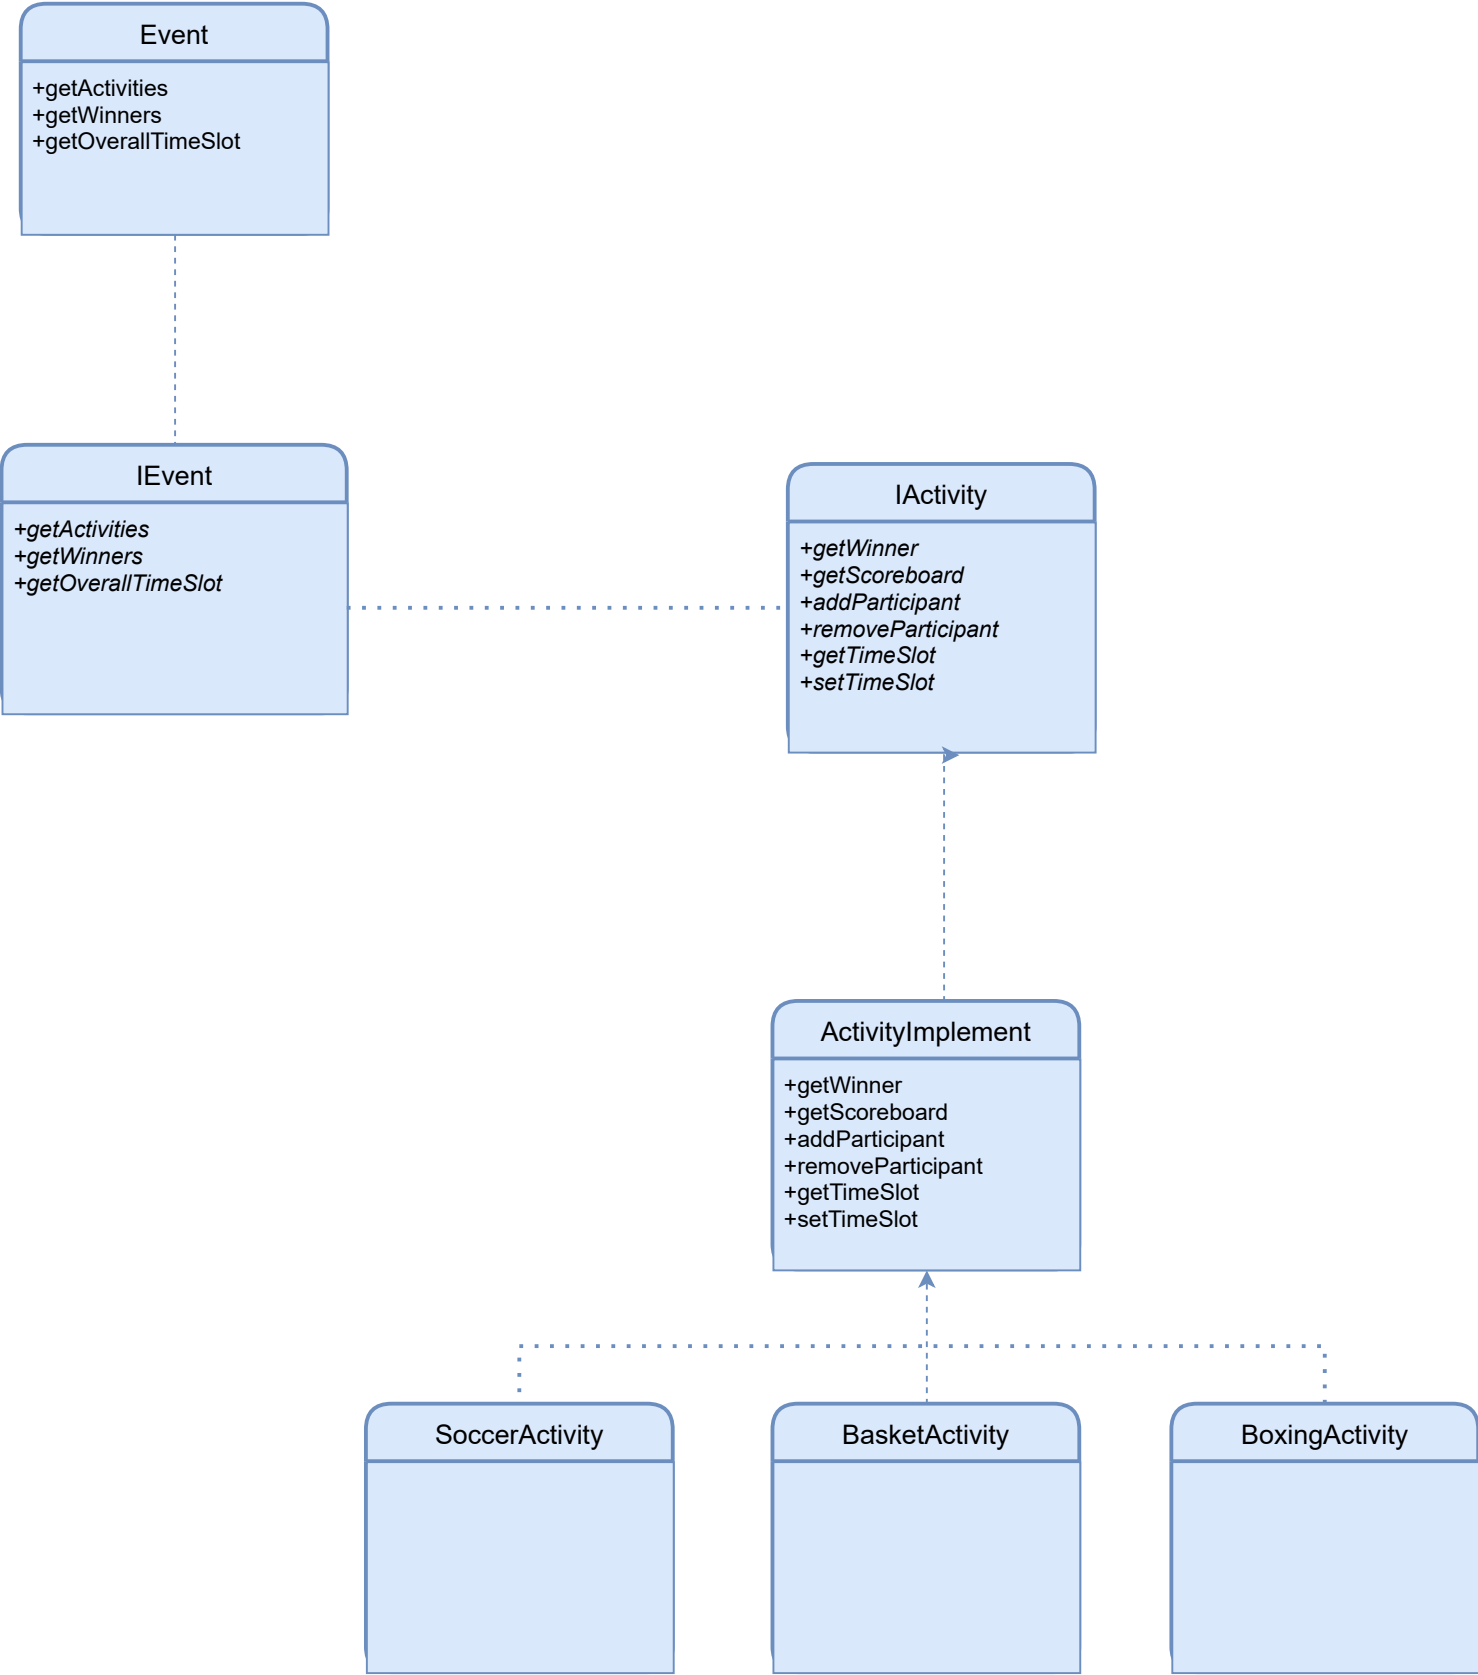 Event
+getActivities
+getWinners
+getOverallTimeSlot
IEvent
+getActivities
+getWinners
+getOverallTimeSlot
IActivity
+getWinner
+getScoreboard
+addParticipant
+removeParticipant
+getTimeSlot
+setTimeSlot
ActivityImplement
+getWinner
+getScoreboard
+addParticipant
+removeParticipant
+getTimeSlot
+setTimeSlot
SoccerActivity
BasketActivity
BoxingActivity